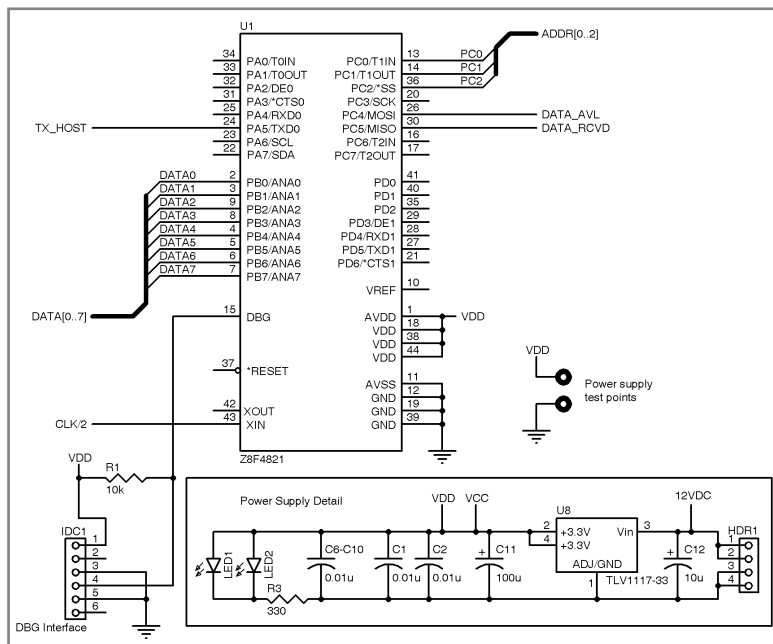 U1
34 PA0/T0IN PC0/T1IN 13 PC0 ADDR[0..2]
33 PA1/T0OUT PC1/T1OUT 14 PC1
32 PA2/DE0 PC2/*SS 36 PC2
31 PA3/*CTS0 PC3/SCK 20
25 PA4/RXD0 PC4/MOSI 26 DATA_AVL
TX_HOST 24 PA5/TXD0 PC5/MISO 30 DATA_RCVD
23 PA6/SCL PC6/T2IN 16
22 PA7/SDA PC7/T2OUT 17
DATA0 2 PB0/ANA0 PD0 41
DATA1 3 PB1/ANA1 PD1 40
DATA2 9 PB2/ANA2 PD2 35
DATA3 8 PB3/ANA3 PD3/DE1 29
DATA4 4 PB4/ANA4 PD4/RXD1 28
DATA5 5 PB5/ANA5 PD5/TXD1 27
DATA6 6 PB6/ANA6 PD6/*CTS1 21
DATA7 7 PB7/ANA7
VREF 10
DATA[0..7] 15 DBG AVDD 1 VDD
VDD 18
VDD 38
VDD 44
37 *RESET
AVSS 11
42 XOUT GND 12
GND 19
CLK/2 43 XIN GND 39
Z8F4821
VDD
Power supply
test points
VDD
R1
10k
IDC1
1
2
3
4
5
6
DBG Interface
Power Supply Detail
VDD VCC U8 12VDC
2 +3.3V Vin 3
4 +3.3V
ADJ/GND
1 TLV1117-33
HDR1
1
2
3
4
LED1 LED2
C6-C10
0.01u
C1
0.01u
C2
0.01u
+ C11
100u
+ C12
10u
R3
330